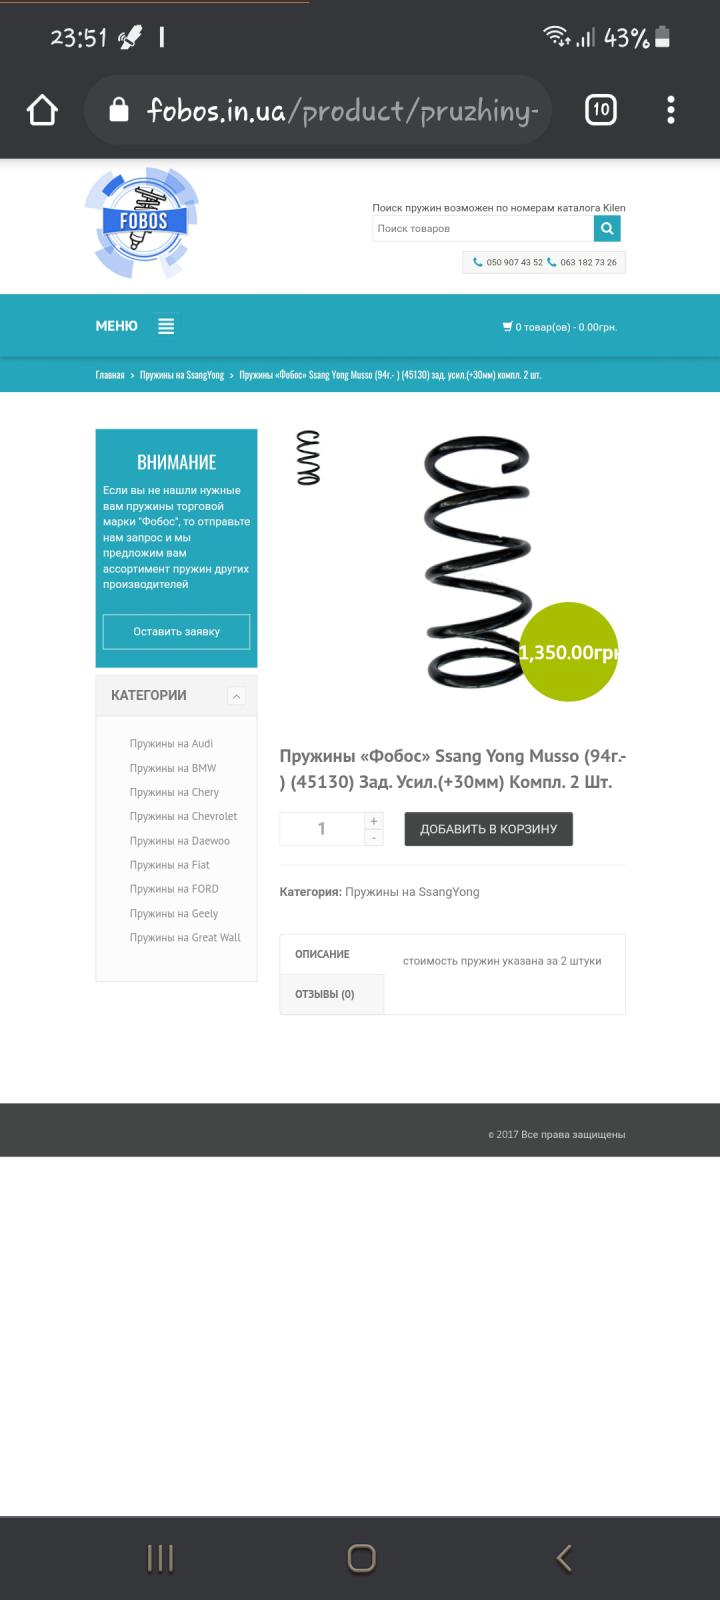 23:51
43%
fobos.in.ua/product/pruzhiny-
10
FOBOS
Поиск пружин возможен по номерам каталога Kilen
Поиск товаров
050 907 43 52 063 182 73 26
МЕНЮ
0 товар(ов) - 0.00грн.
Главная > Пружины на SsangYong > Пружины «Фобос» Ssang Yong Musso (94г.- ) (45130) зад. усил.(+30мм) компл. 2 шт.
ВНИМАНИЕ
Если вы не нашли нужные
вам пружины торговой
марки "Фобос", то отправьте
нам запрос и мы
предложим вам
ассортимент пружин других
производителей
Оставить заявку
1,350.00грн
КАТЕГОРИИ
Пружины на Audi
Пружины на BMW
Пружины на Chery
Пружины на Chevrolet
Пружины на Daewoo
Пружины на Fiat
Пружины на FORD
Пружины на Geely
Пружины на Great Wall
Пружины «Фобос» Ssang Yong Musso (94г.-
) (45130) Зад. Усил.(+30мм) Компл. 2 Шт.
1
+
-
ДОБАВИТЬ В КОРЗИНУ
Категория: Пружины на SsangYong
ОПИСАНИЕ
стоимость пружин указана за 2 штуки
ОТЗЫВЫ (0)
© 2017 Все права защищены